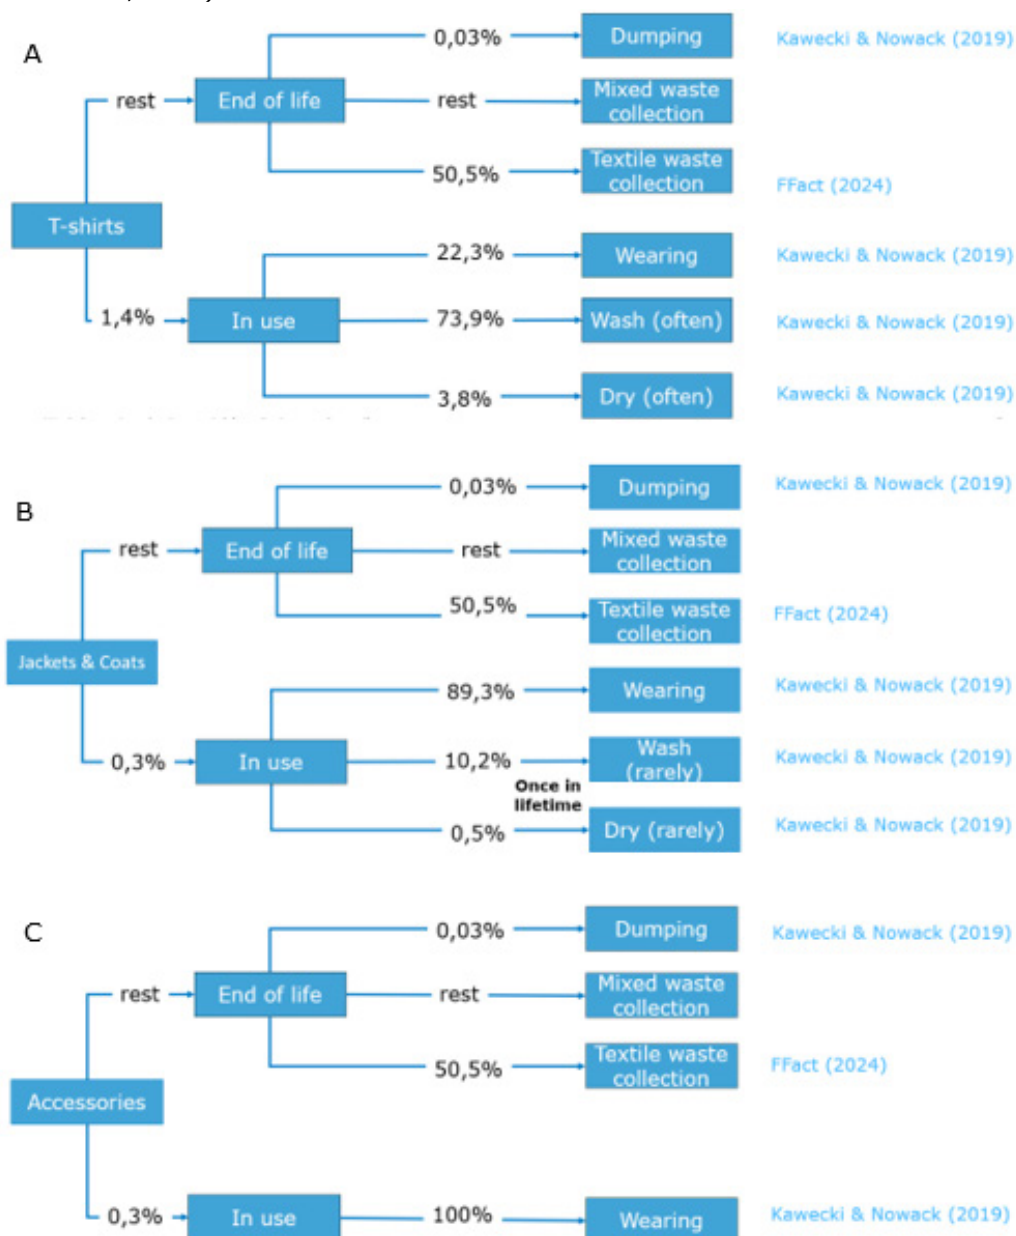 A
0,03%
Dumping
Kawecki & Nowack (2019)
rest
End of life
rest
Mixed waste
collection
50,5%
Textile waste
collection
FFact (2024)
T-shirts
22,3%
Wearing
Kawecki & Nowack (2019)
1,4%
In use
73,9%
Wash (often)
Kawecki & Nowack (2019)
3,8%
Dry (often)
Kawecki & Nowack (2019)
B
0,03%
Dumping
Kawecki & Nowack (2019)
rest
End of life
rest
Mixed waste
collection
50,5%
Textile waste
collection
FFact (2024)
Jackets & Coats
89,3%
Wearing
Kawecki & Nowack (2019)
0,3%
In use
10,2%
Wash
(rarely)
Kawecki & Nowack (2019)
Once in
lifetime
0,5%
Dry (rarely)
Kawecki & Nowack (2019)
C
0,03%
Dumping
Kawecki & Nowack (2019)
rest
End of life
rest
Mixed waste
collection
50,5%
Textile waste
collection
FFact (2024)
Accessories
0,3%
In use
100%
Wearing
Kawecki & Nowack (2019)